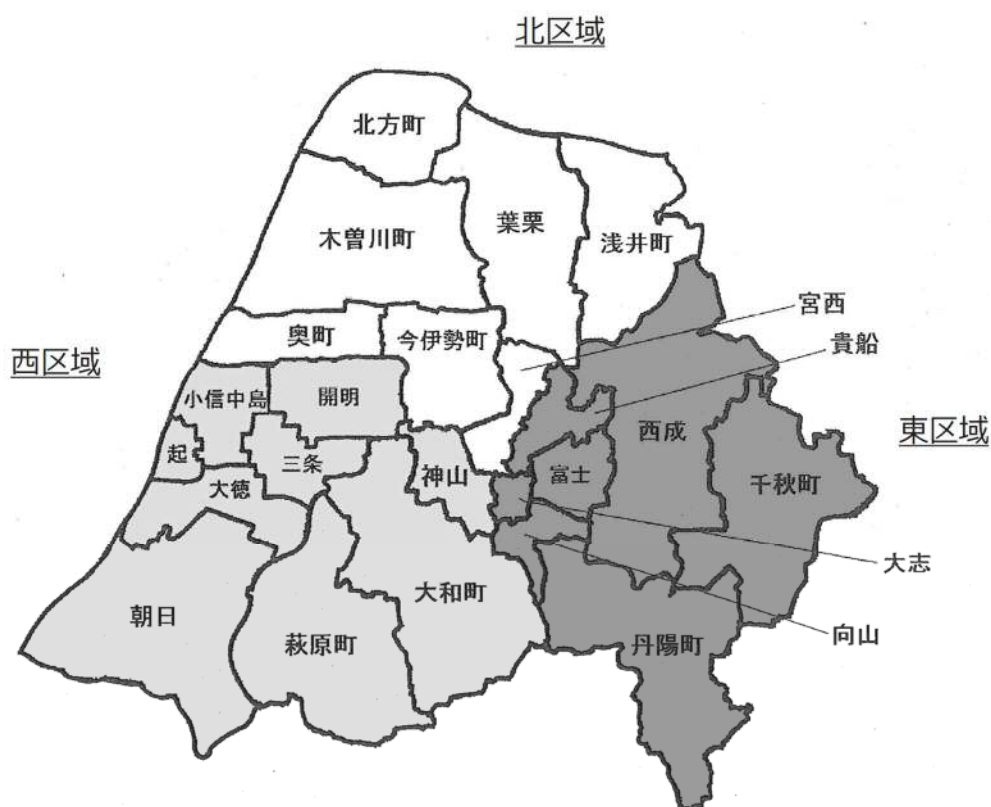 北区域
北方町
葉栗
木曽川町
浅井町
宮西
奥町
今伊勢町
貴船
西区域
小信中島
開明
西成
東区域
起
三条
神山
富士
千秋町
大徳
大志
大和町
朝日
向山
萩原町
丹陽町